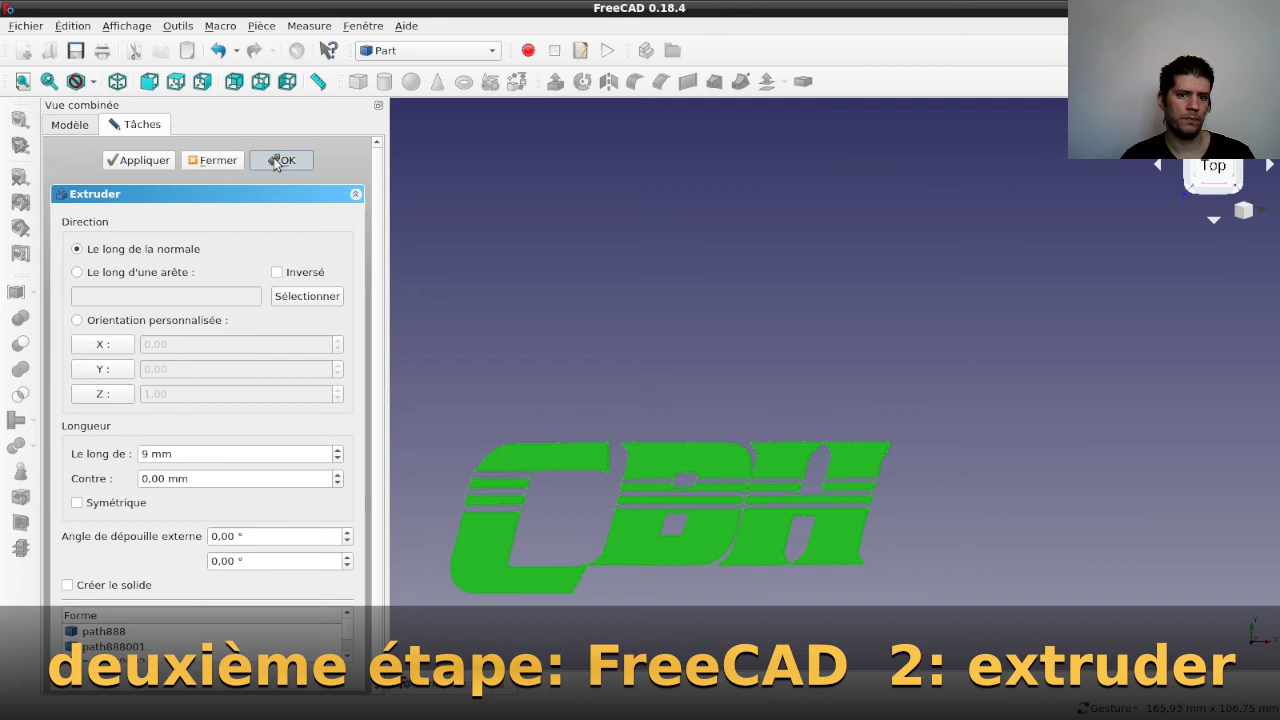 FreeCAD 0.18.4
Fichier Édition Affichage Outils Macro Pièce Measure Fenêtre Aide
Part
Vue combinée
Modèle Tâches
Appliquer Fermer OK
Extruder
Direction
Le long de la normale
Le long d'une arête : Inversé
Sélectionner
Orientation personnalisée :
X : 0,00
Y : 0,00
Z : 1.00
Longueur
Le long de : 9 mm
Contre : 0,00 mm
Symétrique
Angle de dépouille externe 0,00 °
0,00 °
Créer le solide
Forme
path888
path888001
Top
CBH
deuxième étape: FreeCAD 2: extruder
Gesture 165,93 mm x 106,75 mm